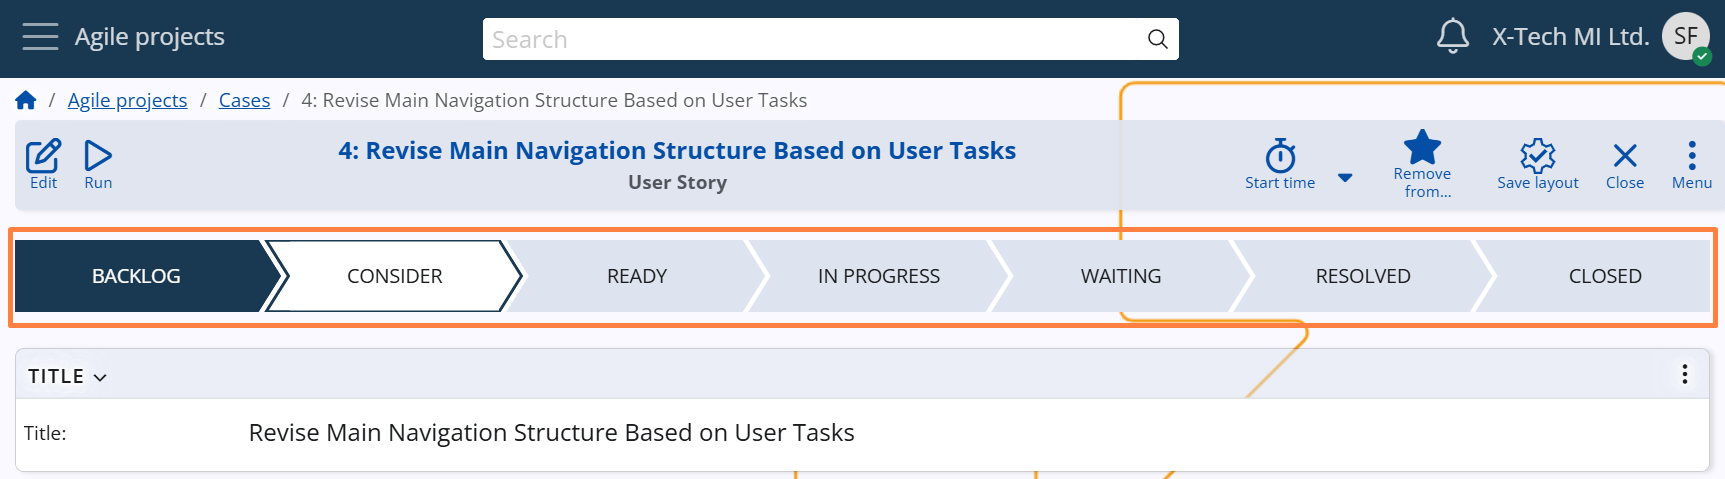 Agile projects
Search
X-Tech MI Ltd.
SF
/ Agile projects / Cases / 4: Revise Main Navigation Structure Based on User Tasks
Edit
Run
4: Revise Main Navigation Structure Based on User Tasks
User Story
Start time
Remove
from...
Save layout
Close
Menu
BACKLOG
CONSIDER
READY
IN PROGRESS
WAITING
RESOLVED
CLOSED
TITLE
Title:
Revise Main Navigation Structure Based on User Tasks